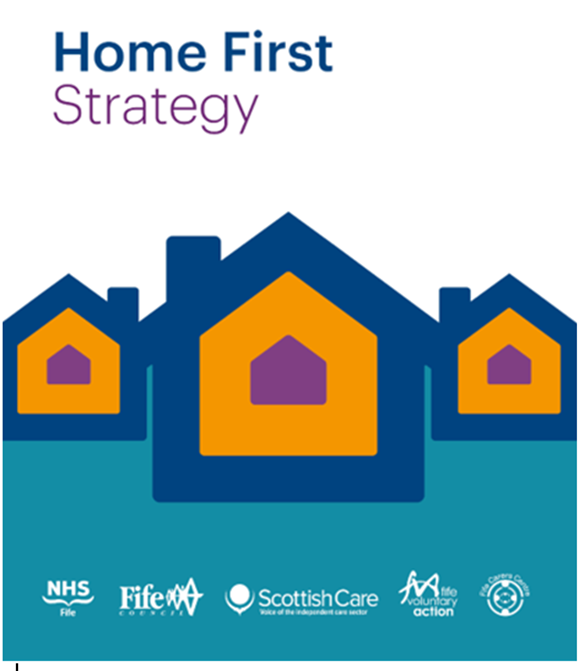 Home First
Strategy
NHS
Fife
Fife
COUNCIL
Scottish Care
Voice of the independent care sector
fife
voluntary
action
Fife Carers Centre